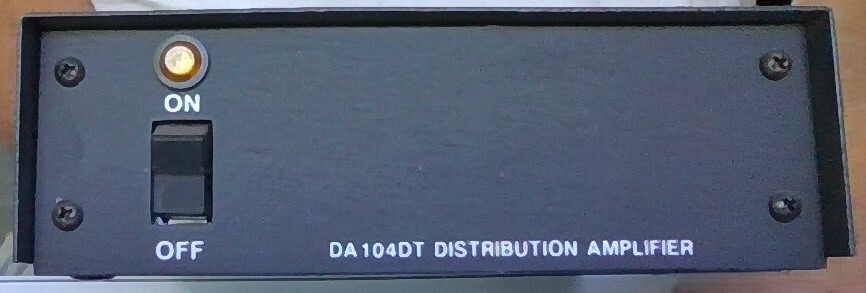 ON
OFF
DA104DT DISTRIBUTION AMPLIFIER